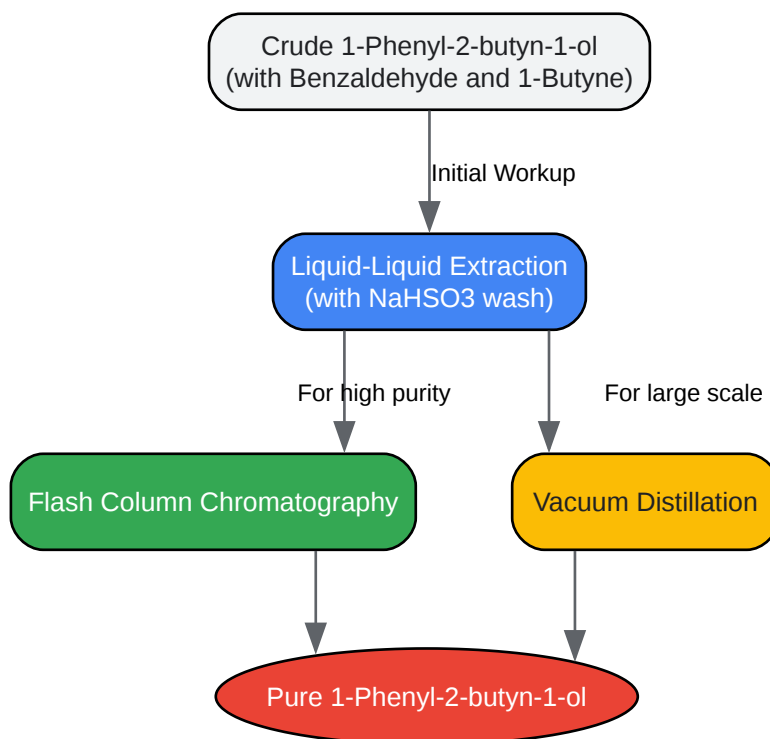 Crude 1-Phenyl-2-butyn-1-ol
(with Benzaldehyde and 1-Butyne)
Initial Workup
Liquid-Liquid Extraction
(with NaHSO3 wash)
For high purity
For large scale
Flash Column Chromatography
Vacuum Distillation
Pure 1-Phenyl-2-butyn-1-ol